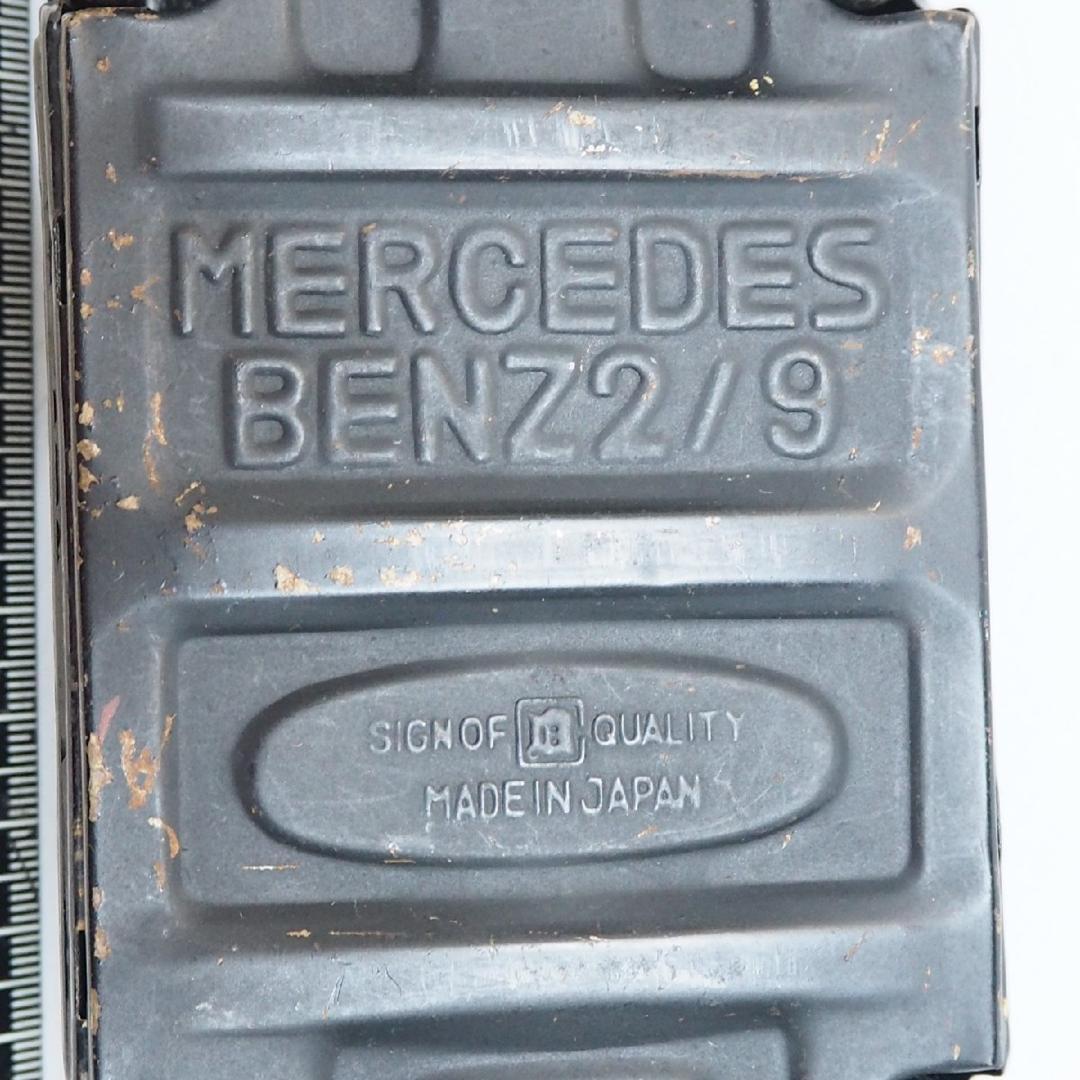 MERCEDES
BENZ2/9
SIGN OF QUALITY
MADE IN JAPAN